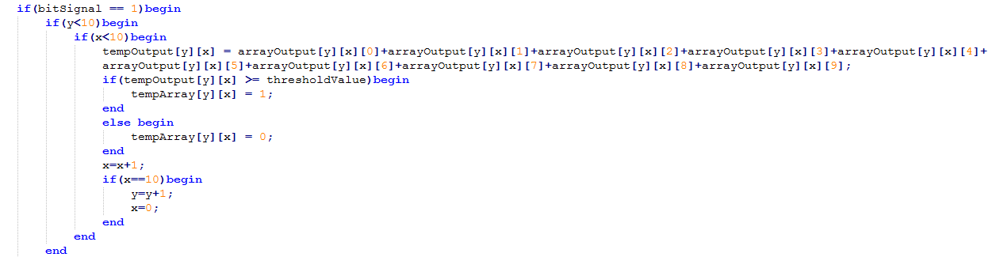 if(bitSignal == 1)begin
if(y<10)begin
if(x<10)begin
tempOutput[y][x] = arrayOutput[y][x][0]+arrayOutput[y][x][1]+arrayOutput[y][x][2]+arrayOutput[y][x][3]+arrayOutput[y][x][4]+
arrayOutput[y][x][5]+arrayOutput[y][x][6]+arrayOutput[y][x][7]+arrayOutput[y][x][8]+arrayOutput[y][x][9];
if(tempOutput[y][x] >= thresholdValue)begin
tempArray[y][x] = 1;
end
else begin
tempArray[y][x] = 0;
end
x=x+1;
if(x==10)begin
y=y+1;
x=0;
end
end
end